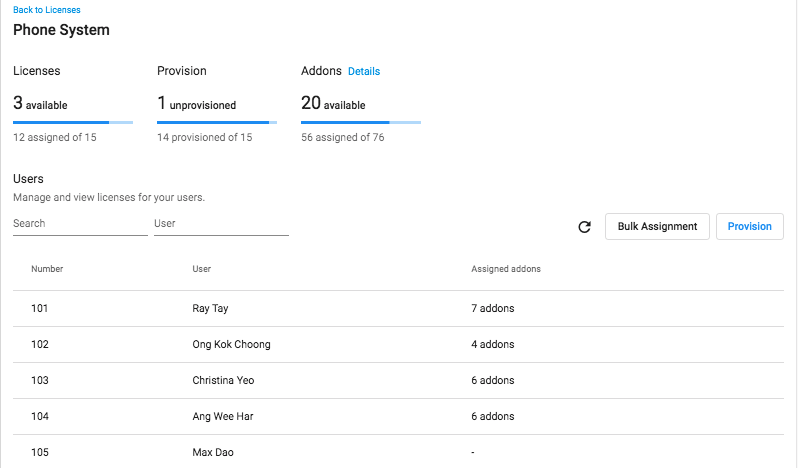 Back to Licenses
Phone System
Licenses Provision Addons Details
3 available 1 unprovisioned 20 available
12 assigned of 15 14 provisioned of 15 56 assigned of 76
Users
Manage and view licenses for your users.
Search User Bulk Assignment Provision
Number User Assigned addons
101 Ray Tay 7 addons
102 Ong Kok Choong 4 addons
103 Christina Yeo 6 addons
104 Ang Wee Har 6 addons
105 Max Dao -